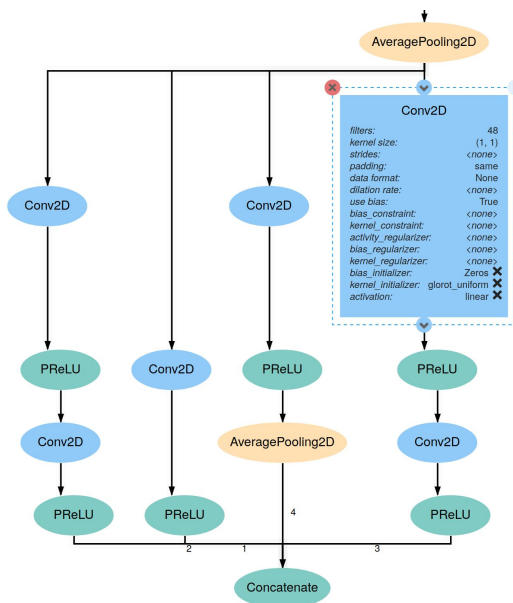 AveragePooling2D
Conv2D
filters: 48
kernel size: (1, 1)
strides: <none>
padding: same
data format: None
dilation rate: <none>
use bias: True
bias_constraint: <none>
kernel_constraint: <none>
activity_regularizer: <none>
bias_regularizer: <none>
kernel_regularizer: <none>
bias_initializer: Zeros
kernel_initializer: glorot_uniform
activation: linear
Conv2D
Conv2D
PReLU
Conv2D
PReLU
PReLU
Conv2D
AveragePooling2D
Conv2D
PReLU
PReLU
PReLU
4
2
1
3
Concatenate